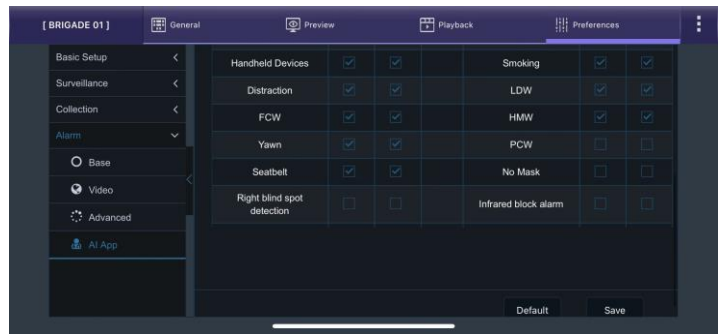 [ BRIGADE 01 ] General Preview Playback Preferences
Basic Setup
Surveillance
Collection
Alarm
Base
Video
Advanced
AI App
Handheld Devices Smoking
Distraction LDW
FCW HMW
Yawn PCW
Seatbelt No Mask
Right blind spot
detection Infrared block alarm
Default Save